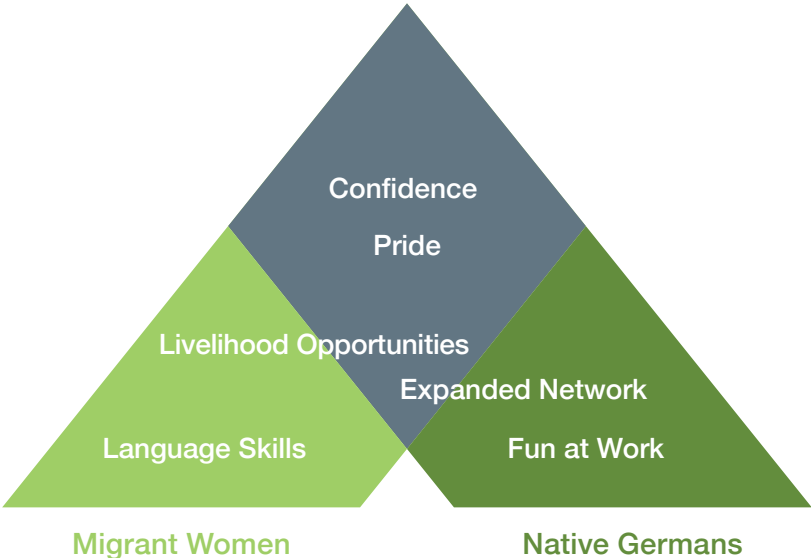 Confidence
Pride
Livelihood Opportunities
Expanded Network
Language Skills
Fun at Work
Migrant Women
Native Germans